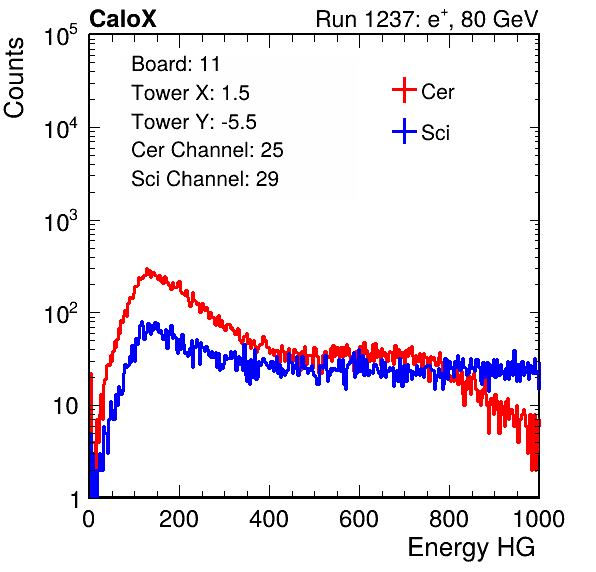 CaloX Run 1237: e⁺, 80 GeV
Counts
10⁵
10⁴
10³
10²
10
1
Board: 11
Tower X: 1.5
Tower Y: -5.5
Cer Channel: 25
Sci Channel: 29
Cer
Sci
0 200 400 600 800 1000
Energy HG